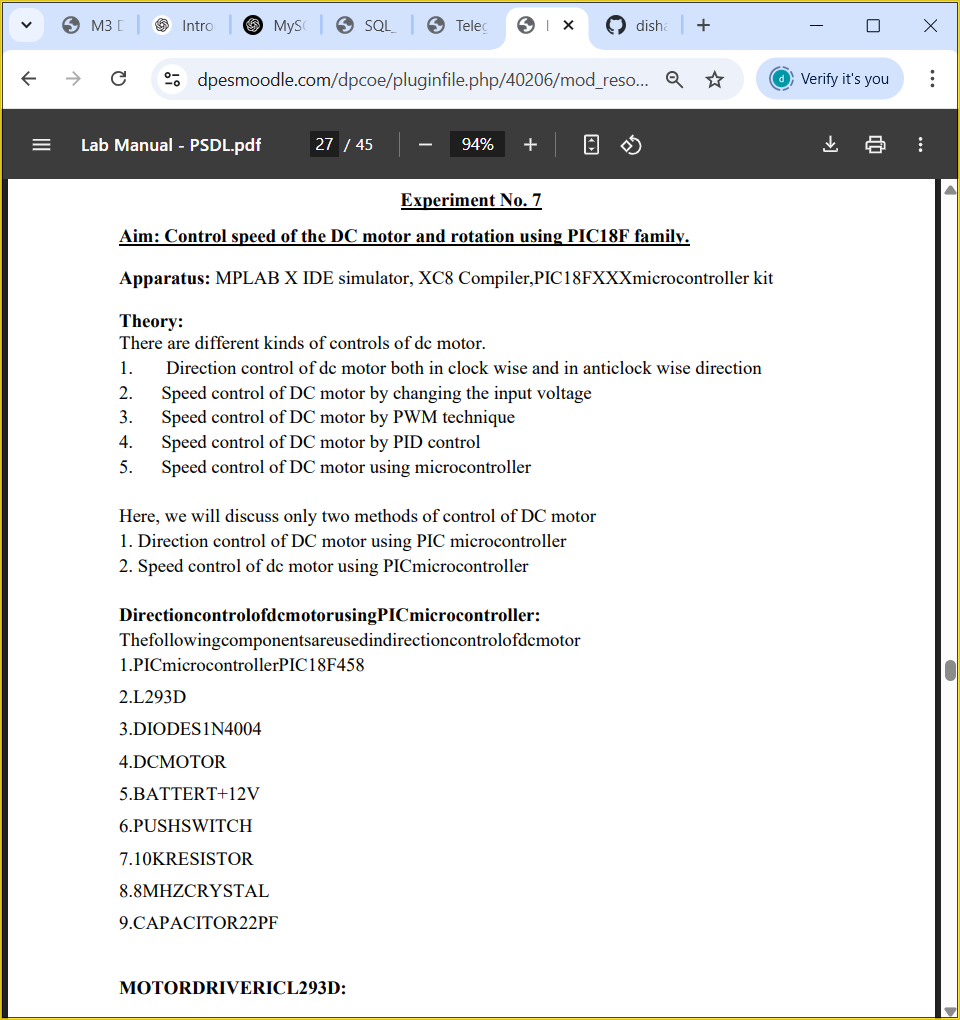 M3 D
Intro
MyS
SQL_
Teleg
disha
dpesmoodle.com/dpcoe/pluginfile.php/40206/mod_reso...
d
Verify it's you
Lab Manual - PSDL.pdf
27 / 45
94%
Experiment No. 7
Aim: Control speed of the DC motor and rotation using PIC18F family.
Apparatus: MPLAB X IDE simulator, XC8 Compiler,PIC18FXXXmicrocontroller kit
Theory:
There are different kinds of controls of dc motor.
1. Direction control of dc motor both in clock wise and in anticlock wise direction
2. Speed control of DC motor by changing the input voltage
3. Speed control of DC motor by PWM technique
4. Speed control of DC motor by PID control
5. Speed control of DC motor using microcontroller
Here, we will discuss only two methods of control of DC motor
1. Direction control of DC motor using PIC microcontroller
2. Speed control of dc motor using PICmicrocontroller
DirectioncontrolofdcmotorusingPICmicrocontroller:
Thefollowingcomponentsareusedindirectioncontrolofdcmotor
1.PICmicrocontrollerPIC18F458
2.L293D
3.DIODES1N4004
4.DCMOTOR
5.BATTERT+12V
6.PUSHSWITCH
7.10KRESISTOR
8.8MHZCRYSTAL
9.CAPACITOR22PF
MOTORDRIVERICL293D: